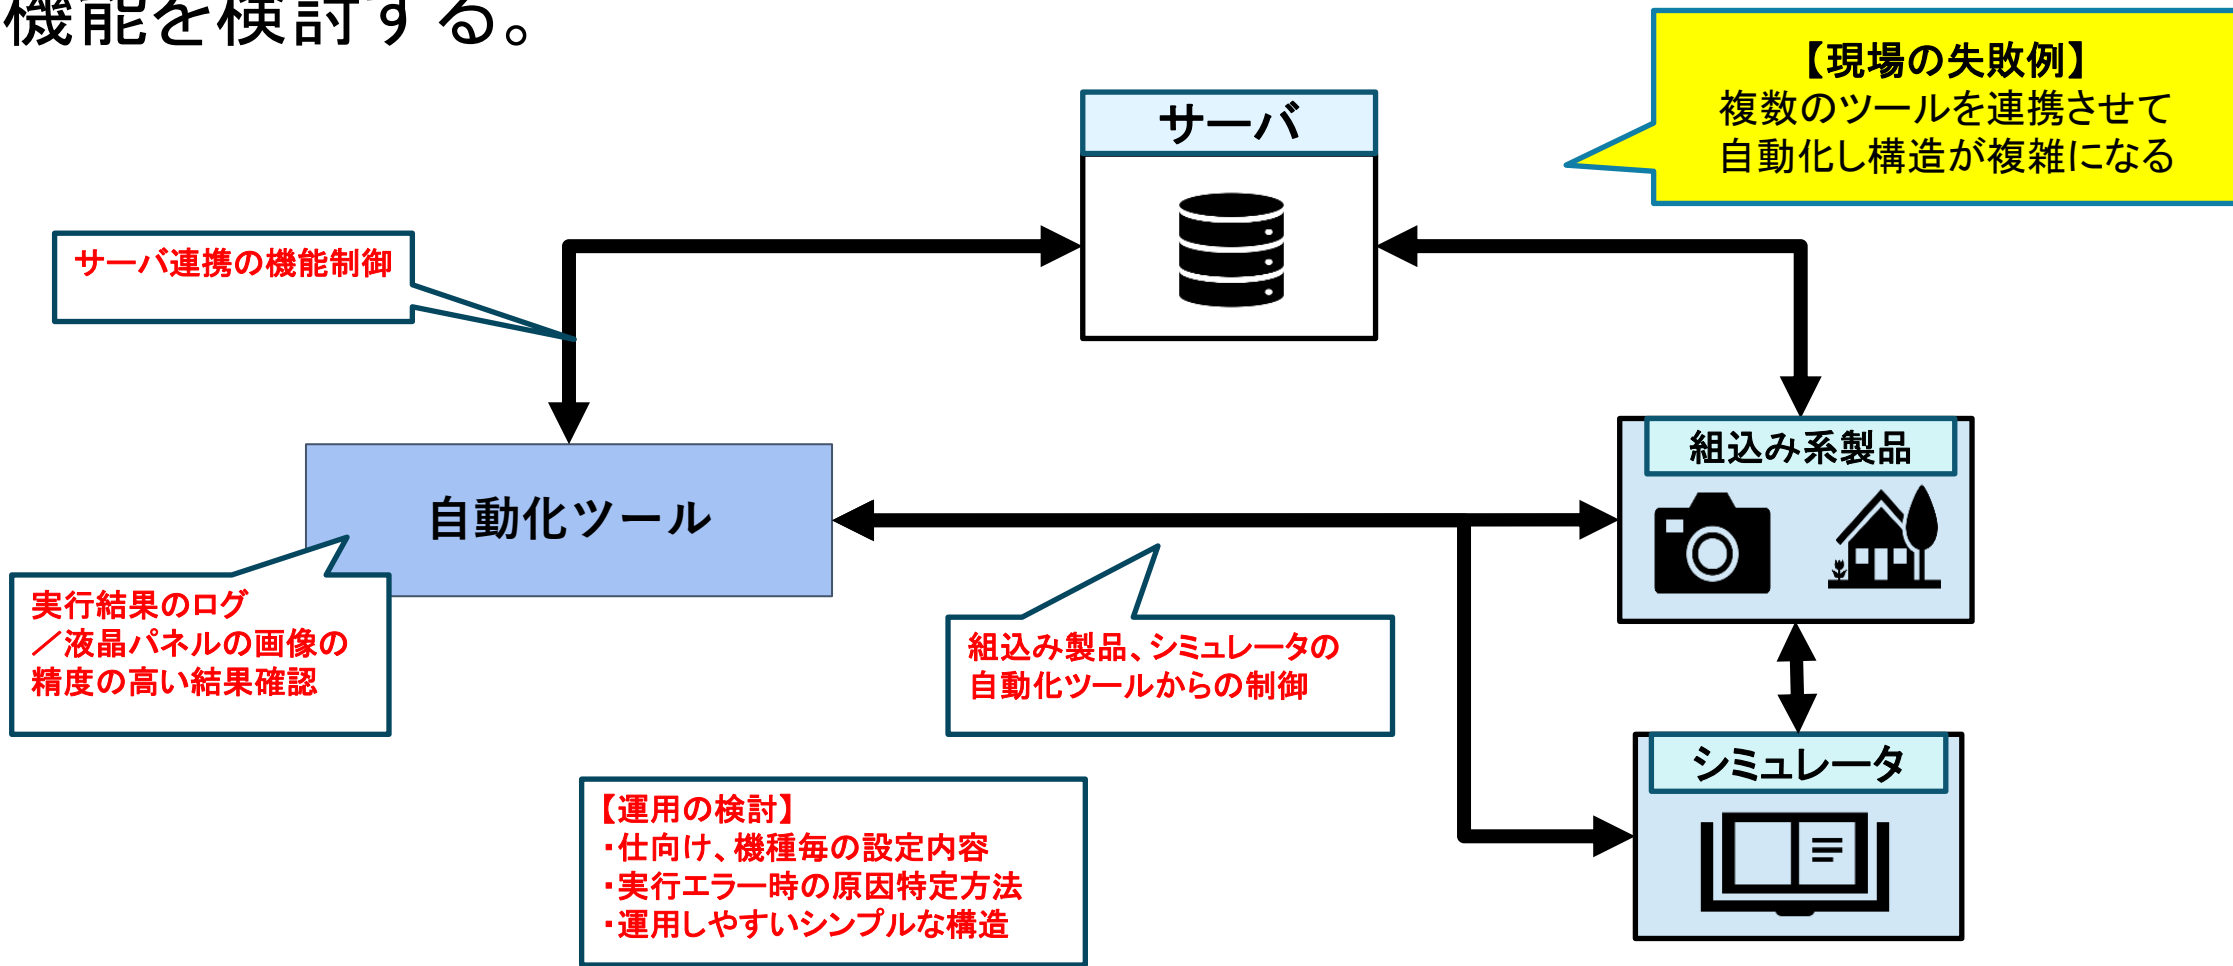 機能を検討する。
【現場の失敗例】
複数のツールを連携させて
自動化し構造が複雑になる
サーバ
サーバ連携の機能制御
組込み系製品
自動化ツール
実行結果のログ
／液晶パネルの画像の
精度の高い結果確認
組込み製品、シミュレータの
自動化ツールからの制御
シミュレータ
【運用の検討】
・仕向け、機種毎の設定内容
・実行エラー時の原因特定方法
・運用しやすいシンプルな構造